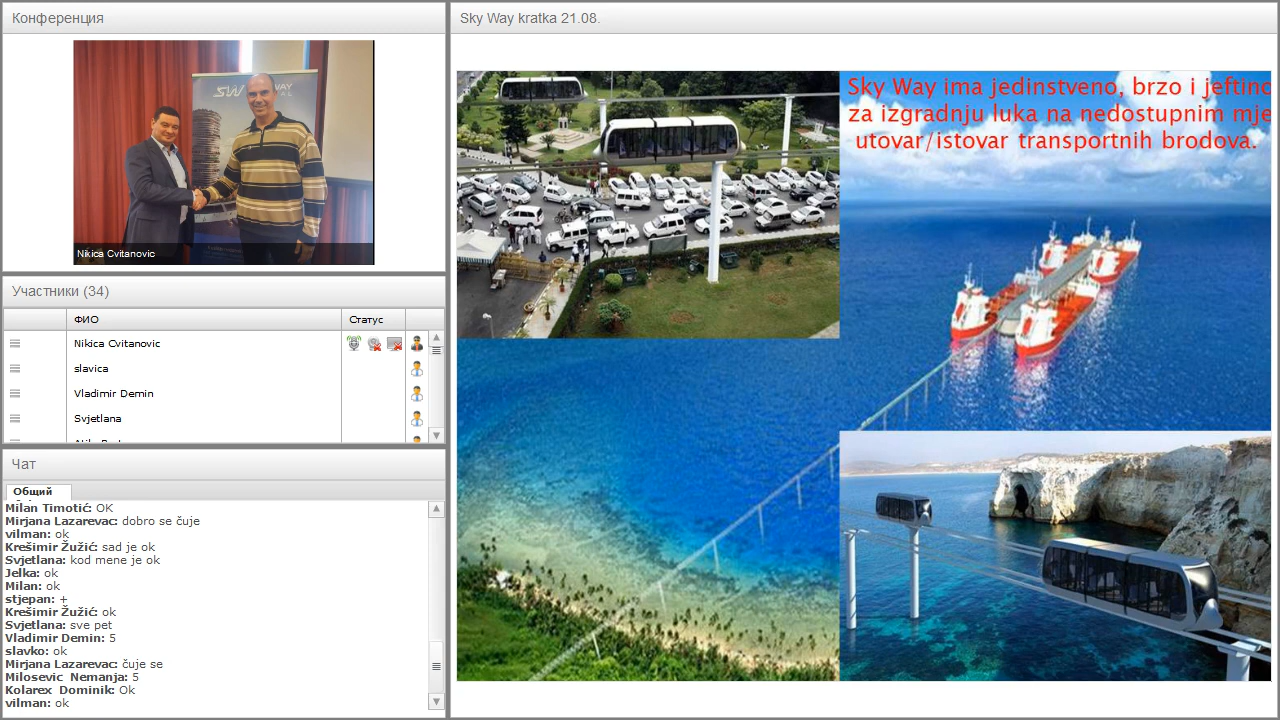 Конференция
Nikica Cvitanovic
Участники (34)
ФИО
Статус
Nikica Cvitanovic
slavica
Vladimir Demin
Svjetlana
Чат
Общий
Milan Timotić: OK
Mirjana Lazarevac: dobro se čuje
vilman: ok
Krešimir Žužić: sad je ok
Svjetlana: kod mene je ok
Jelka: ok
Milan: ok
stjepan: +
Krešimir Žužić: ok
Svjetlana: sve pet
Vladimir Demin: 5
slavko: ok
Mirjana Lazarevac: čuje se
Milosevic Nemanja: 5
Kolarex Dominik: Ok
vilman: ok
Sky Way kratka 21.08.
Sky Way ima jedinstveno, brzo i jeftino
za izgradnju luka na nedostupnim mje
utovar/istovar transportnih brodova.